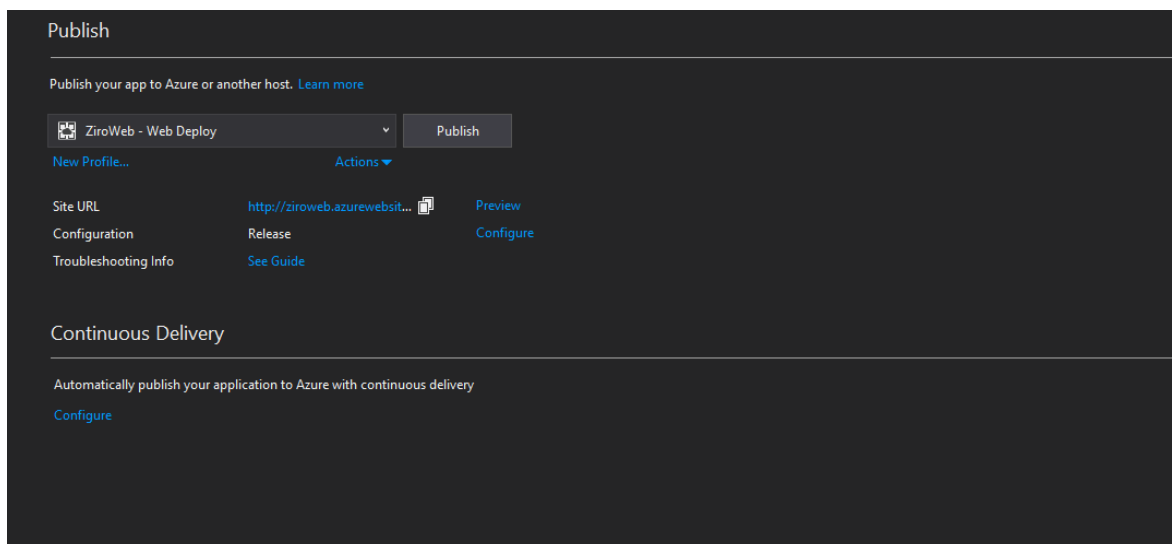 Publish
Publish your app to Azure or another host. Learn more
ZiroWeb - Web Deploy Publish
New Profile... Actions
Site URL http://ziroweb.azurewebsit... Preview
Configuration Release Configure
Troubleshooting Info See Guide
Continuous Delivery
Automatically publish your application to Azure with continuous delivery
Configure